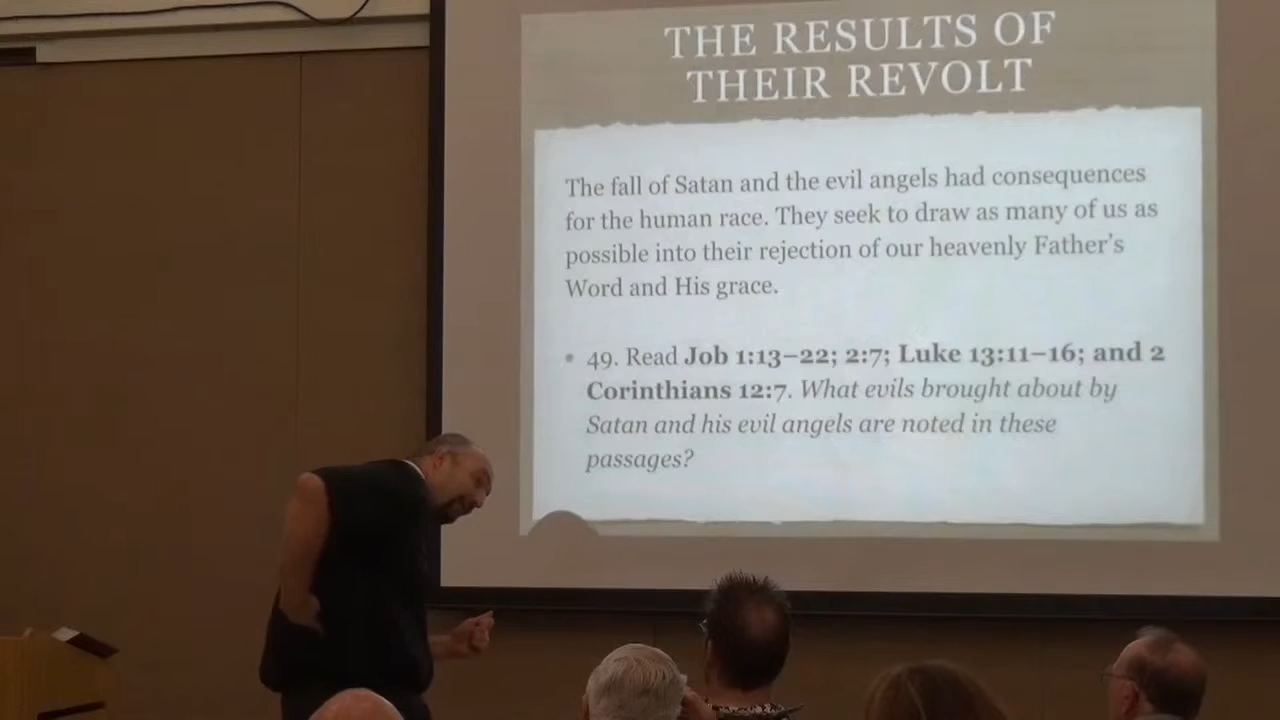 THE RESULTS OF
THEIR REVOLT
The fall of Satan and the evil angels had consequences
for the human race. They seek to draw as many of us as
possible into their rejection of our heavenly Father’s
Word and His grace.
• 49. Read Job 1:13–22; 2:7; Luke 13:11–16; and 2
Corinthians 12:7. What evils brought about by
Satan and his evil angels are noted in these
passages?